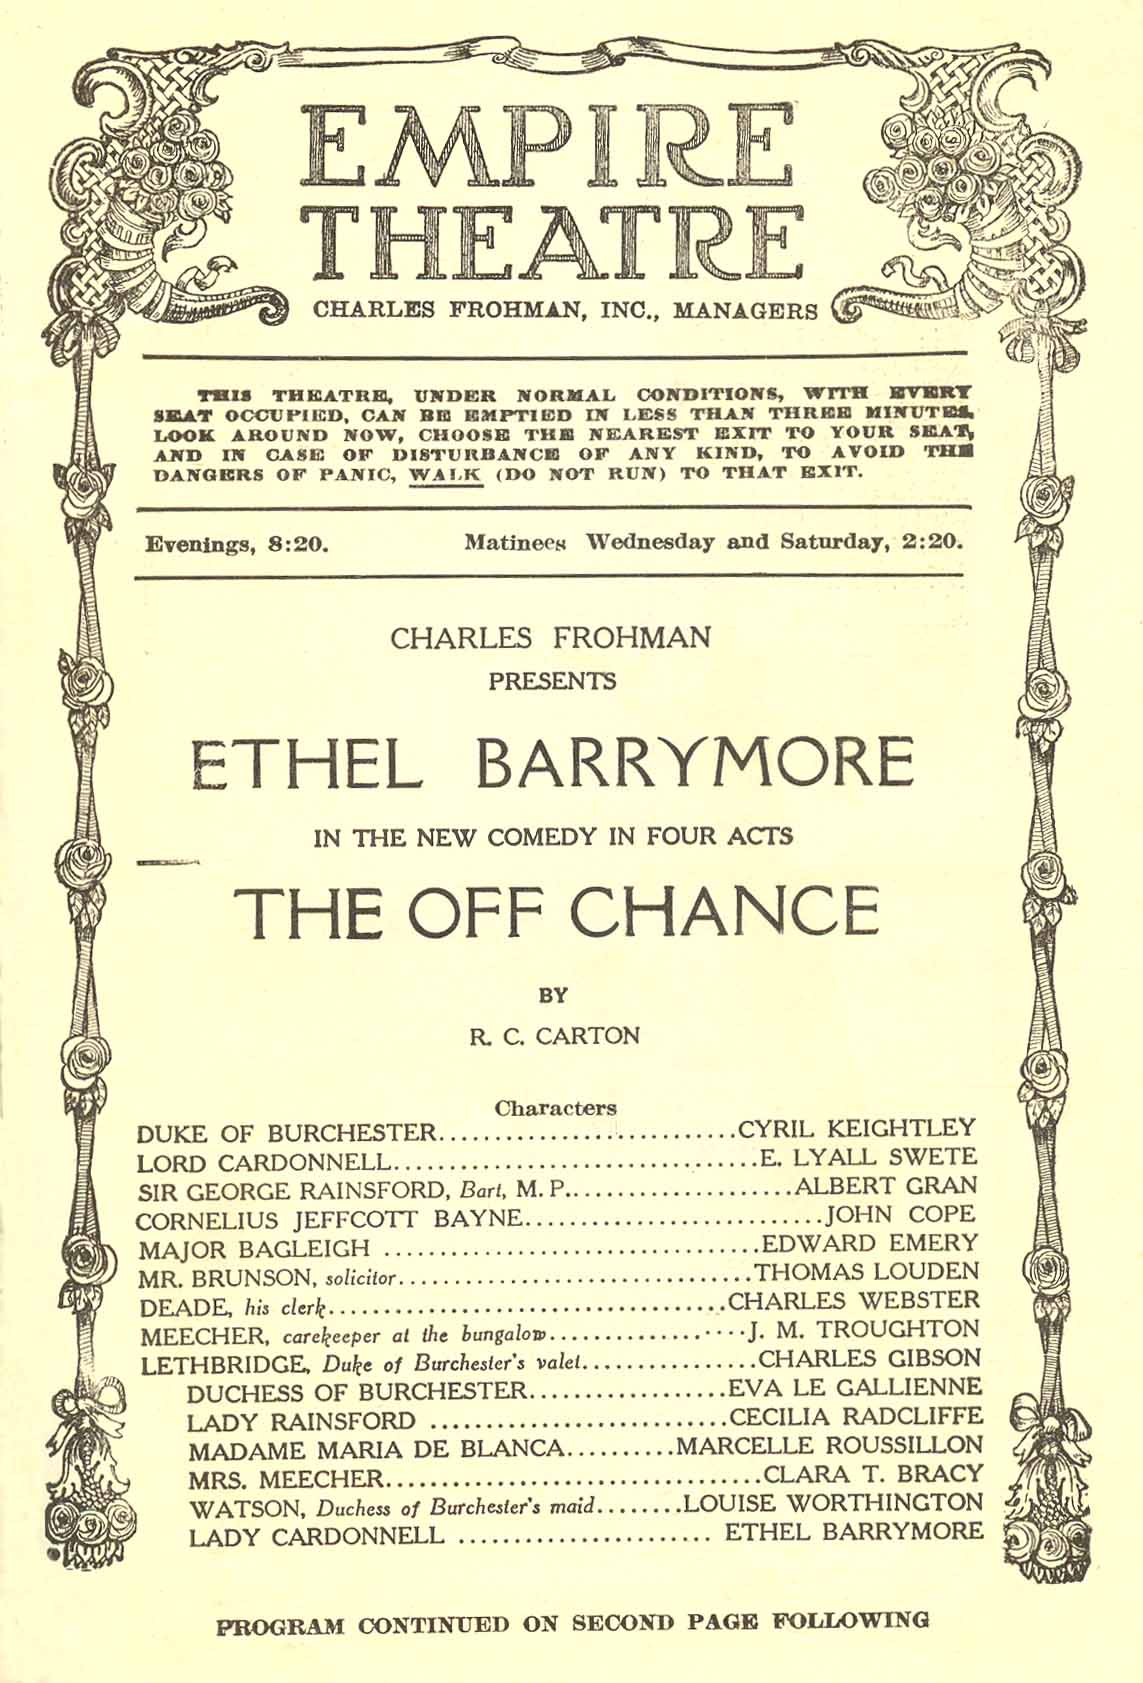 EMPIRE
THEATRE
CHARLES FROHMAN, INC., MANAGERS
THIS THEATRE, UNDER NORMAL CONDITIONS, WITH EVERY
SEAT OCCUPIED, CAN BE EMPTIED IN LESS THAN THREE MINUTES.
LOOK AROUND NOW, CHOOSE THE NEAREST EXIT TO YOUR SEAT,
AND IN CASE OF DISTURBANCE OF ANY KIND, TO AVOID THE
DANGERS OF PANIC, WALK (DO NOT RUN) TO THAT EXIT.
Evenings, 8:20. Matinees Wednesday and Saturday, 2:20.
CHARLES FROHMAN
PRESENTS
ETHEL BARRYMORE
IN THE NEW COMEDY IN FOUR ACTS
THE OFF CHANCE
BY
R. C. CARTON
Characters
DUKE OF BURCHESTER..........................CYRIL KEIGHTLEY
LORD CARDONNELL................................E. LYALL SWETE
SIR GEORGE RAINSFORD, Bart, M. P.....................ALBERT GRAN
CORNELIUS JEFFCOTT BAYNE..........................JOHN COPE
MAJOR BAGLEIGH .................................EDWARD EMERY
MR. BRUNSON, solicitor...............................THOMAS LOUDEN
DEADE, his clerk...................................CHARLES WEBSTER
MEECHER, carekeeper at the bungalow..................J. M. TROUGHTON
LETHBRIDGE, Duke of Burchester's valet................CHARLES GIBSON
DUCHESS OF BURCHESTER..................EVA LE GALLIENNE
LADY RAINSFORD ..........................CECILIA RADCLIFFE
MADAME MARIA DE BLANCA..........MARCELLE ROUSSILLON
MRS. MEECHER.................................CLARA T. BRACY
WATSON, Duchess of Burchester's maid........LOUISE WORTHINGTON
LADY CARDONNELL ...................... ETHEL BARRYMORE
PROGRAM CONTINUED ON SECOND PAGE FOLLOWING